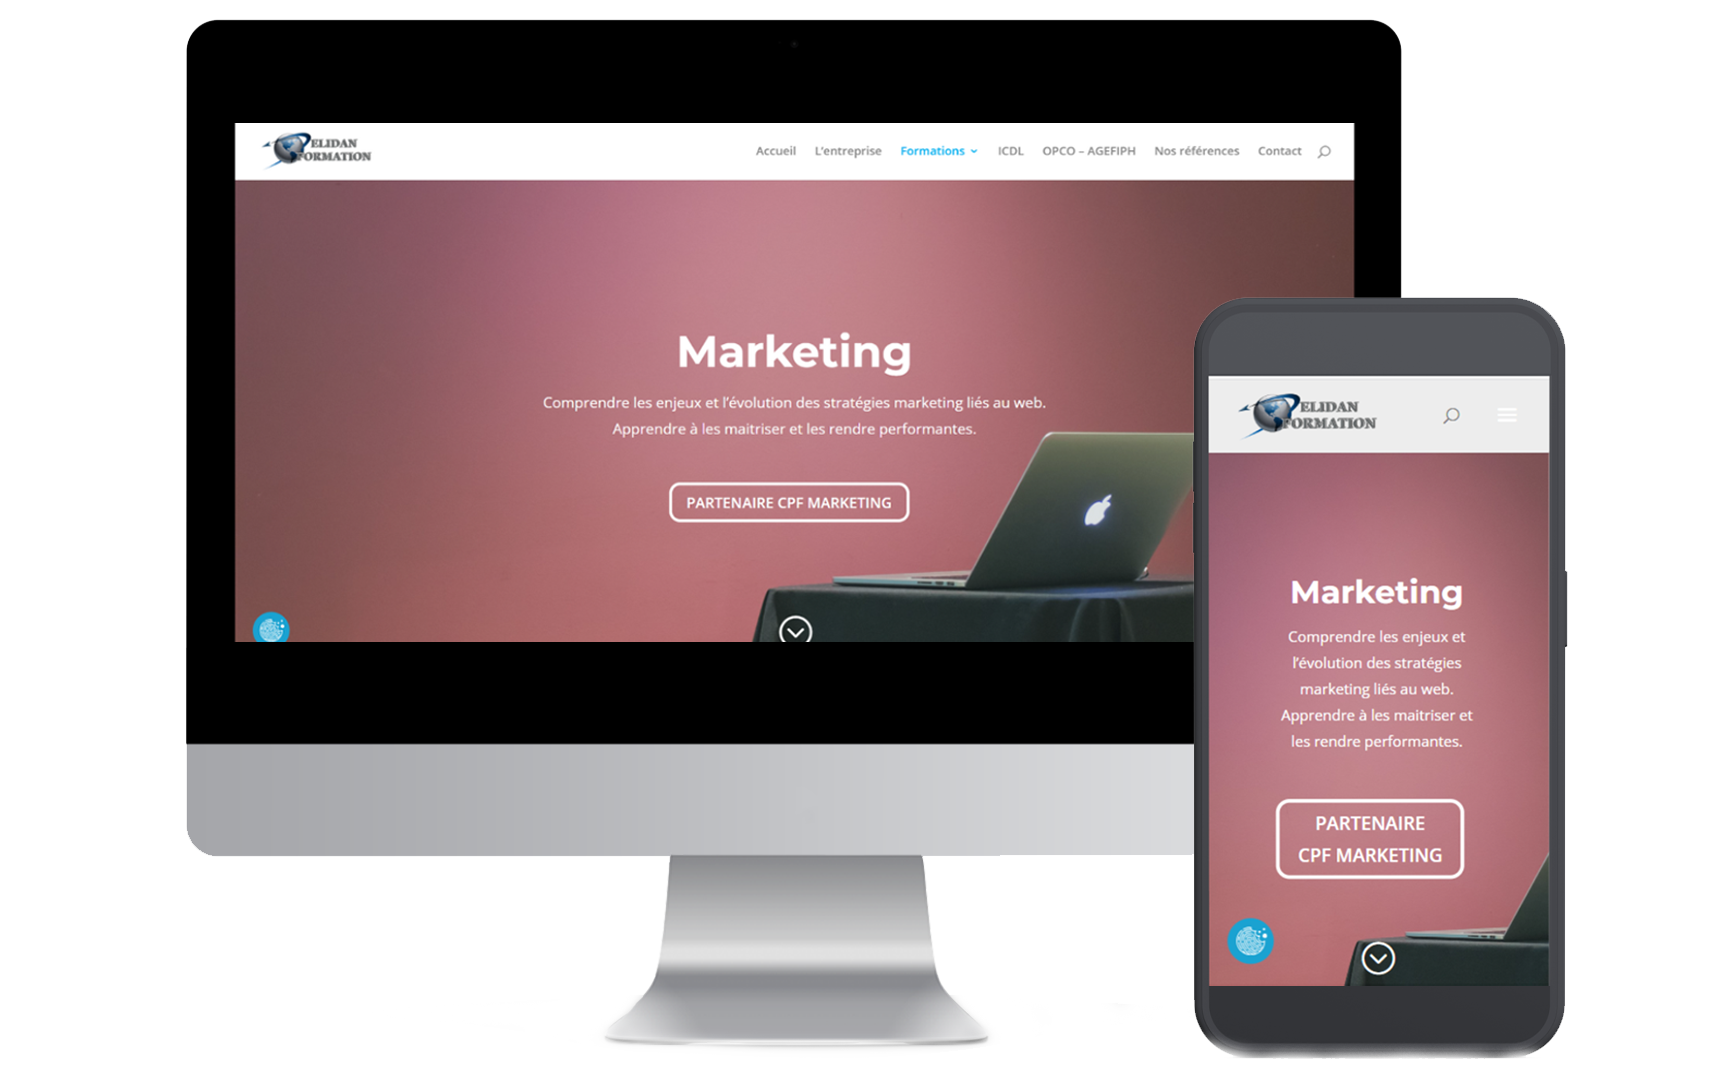 ELIDAN
FORMATION
Accueil L'entreprise Formations ICDL OPCO – AGEFIPH Nos références Contact
Marketing
Comprendre les enjeux et l'évolution des stratégies marketing liés au web.
Apprendre à les maitriser et les rendre performantes.
PARTENAIRE CPF MARKETING
ELIDAN
FORMATION
Marketing
Comprendre les enjeux et
l'évolution des stratégies
marketing liés au web.
Apprendre à les maitriser et
les rendre performantes.
PARTENAIRE
CPF MARKETING